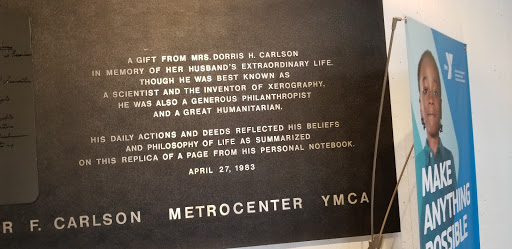 A GIFT FROM MRS. DORRIS H. CARLSON
IN MEMORY OF HER HUSBAND'S EXTRAORDINARY LIFE.
THOUGH HE WAS BEST KNOWN AS
A SCIENTIST AND THE INVENTOR OF XEROGRAPHY,
HE WAS ALSO A GENEROUS PHILANTHROPIST
AND A GREAT HUMANITARIAN.
HIS DAILY ACTIONS AND DEEDS REFLECTED HIS BELIEFS
AND PHILOSOPHY OF LIFE AS SUMMARIZED
ON THIS REPLICA OF A PAGE FROM HIS PERSONAL NOTEBOOK.
APRIL 27, 1983
R F. CARLSON METROCENTER YMCA
the Y
MAKE
ANYTHING
POSSIBLE